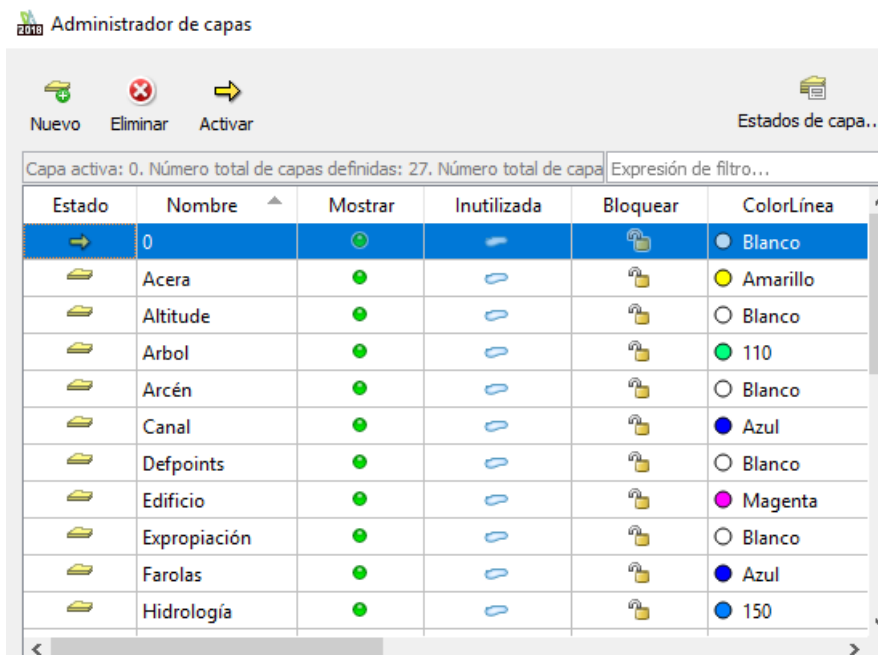 2018 Administrador de capas
Nuevo Eliminar Activar Estados de capa...
Capa activa: 0. Número total de capas definidas: 27. Número total de capa Expresión de filtro...
Estado Nombre Mostrar Inutilizada Bloquear ColorLínea
0 Blanco
Acera Amarillo
Altitude Blanco
Arbol 110
Arcén Blanco
Canal Azul
Defpoints Blanco
Edificio Magenta
Expropiación Blanco
Farolas Azul
Hidrología 150